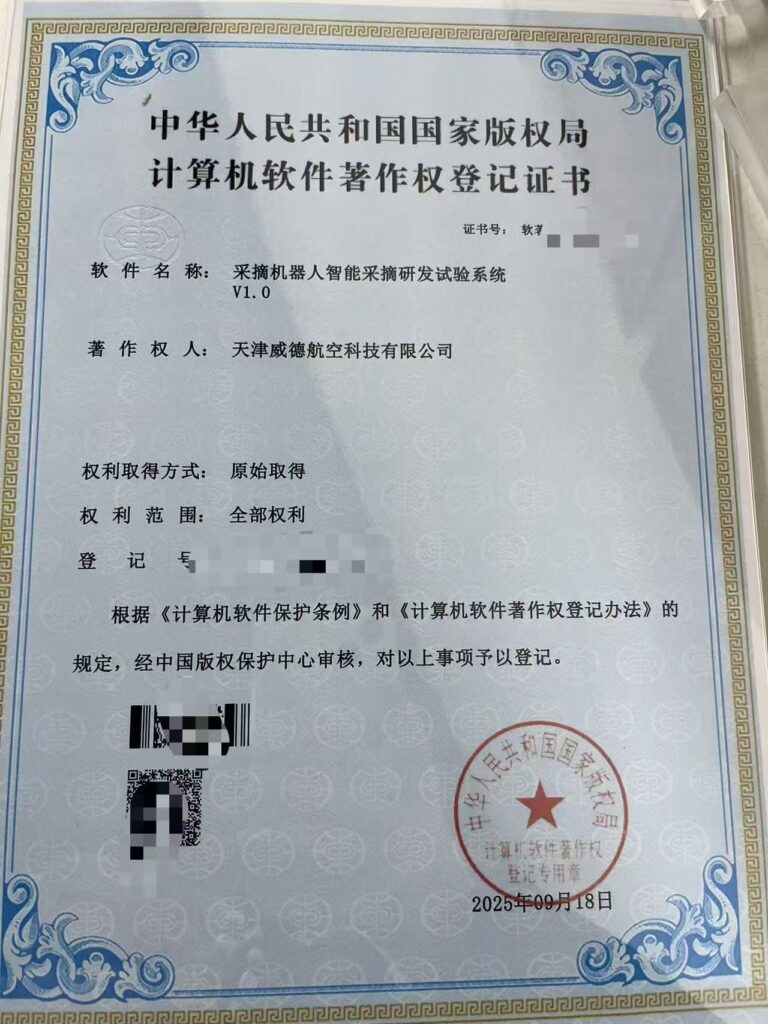 中华人民共和国国家版权局
计算机软件著作权登记证书
证书号： 软著
软件名称： 采摘机器人智能采摘研发试验系统
V1.0
著作权人： 天津威德航空科技有限公司
权利取得方式： 原始取得
权利范围： 全部权利
登记号
根据《计算机软件保护条例》和《计算机软件著作权登记办法》的
规定，经中国版权保护中心审核，对以上事项予以登记。
中华人民共和国国家版权局
计算机软件著作权
登记专用章
2025年09月18日